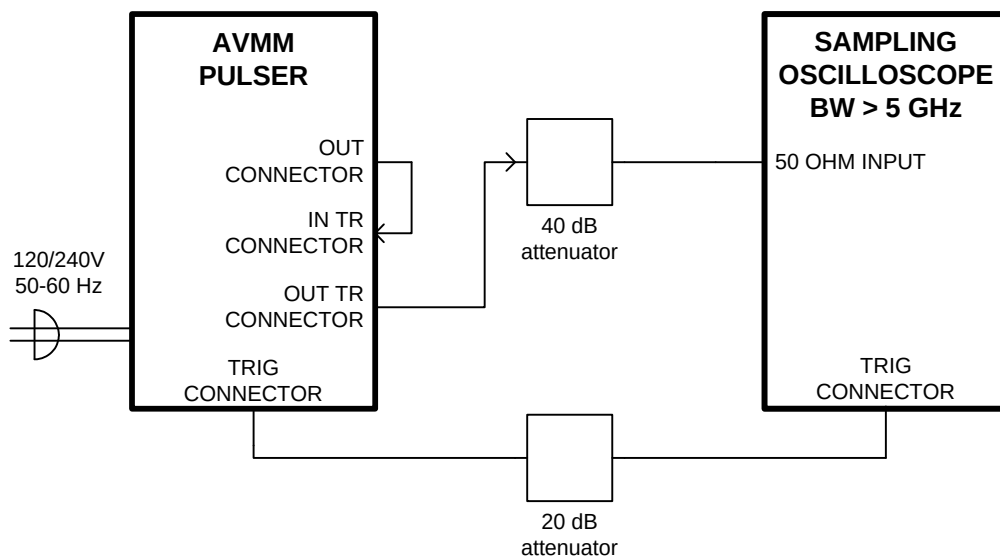 AVMM
PULSER
OUT
CONNECTOR
IN TR
CONNECTOR
OUT TR
CONNECTOR
TRIG
CONNECTOR
120/240V
50-60 Hz
40 dB
attenuator
20 dB
attenuator
SAMPLING
OSCILLOSCOPE
BW > 5 GHz
50 OHM INPUT
TRIG
CONNECTOR